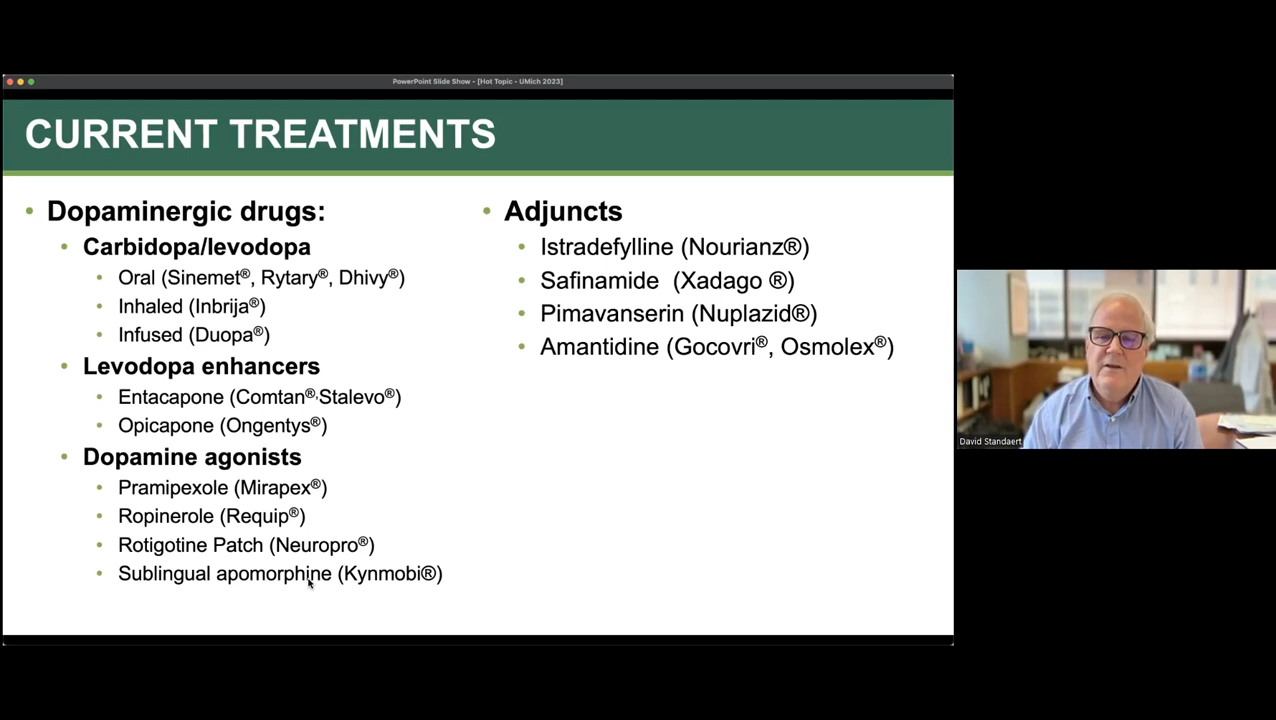 PowerPoint Slide Show - [Hot Topic - UMich 2023]
CURRENT TREATMENTS
• Dopaminergic drugs:
• Carbidopa/levodopa
• Oral (Sinemet®, Rytary®, Dhivy®)
• Inhaled (Inbrija®)
• Infused (Duopa®)
• Levodopa enhancers
• Entacapone (Comtan®,Stalevo®)
• Opicapone (Ongentys®)
• Dopamine agonists
• Pramipexole (Mirapex®)
• Ropinerole (Requip®)
• Rotigotine Patch (Neuropro®)
• Sublingual apomorphine (Kynmobi®)
• Adjuncts
• Istradefylline (Nourianz®)
• Safinamide (Xadago ®)
• Pimavanserin (Nuplazid®)
• Amantidine (Gocovri®, Osmolex®)
David Standaert